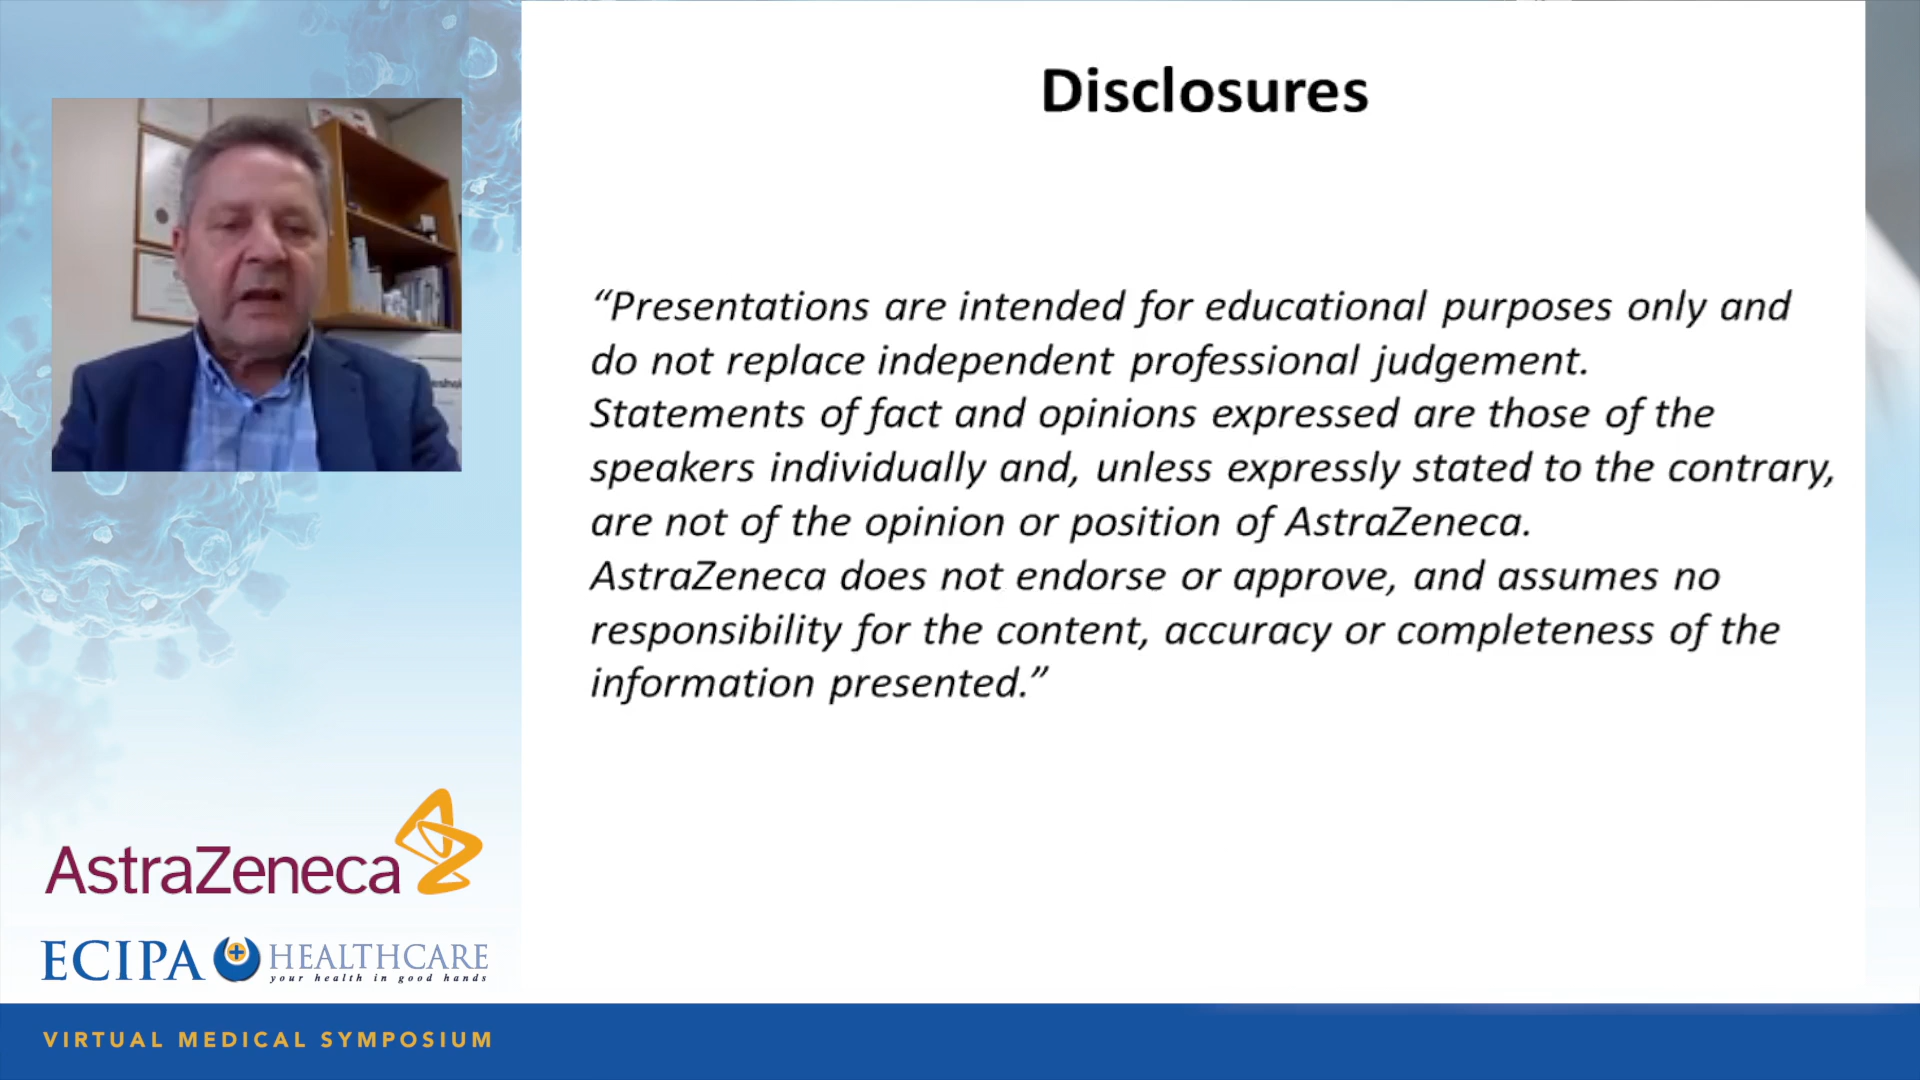 Disclosures
“Presentations are intended for educational purposes only and
do not replace independent professional judgement.
Statements of fact and opinions expressed are those of the
speakers individually and, unless expressly stated to the contrary,
are not of the opinion or position of AstraZeneca.
AstraZeneca does not endorse or approve, and assumes no
responsibility for the content, accuracy or completeness of the
information presented.”
AstraZeneca
ECIPA HEALTHCARE
your health in good hands
VIRTUAL MEDICAL SYMPOSIUM